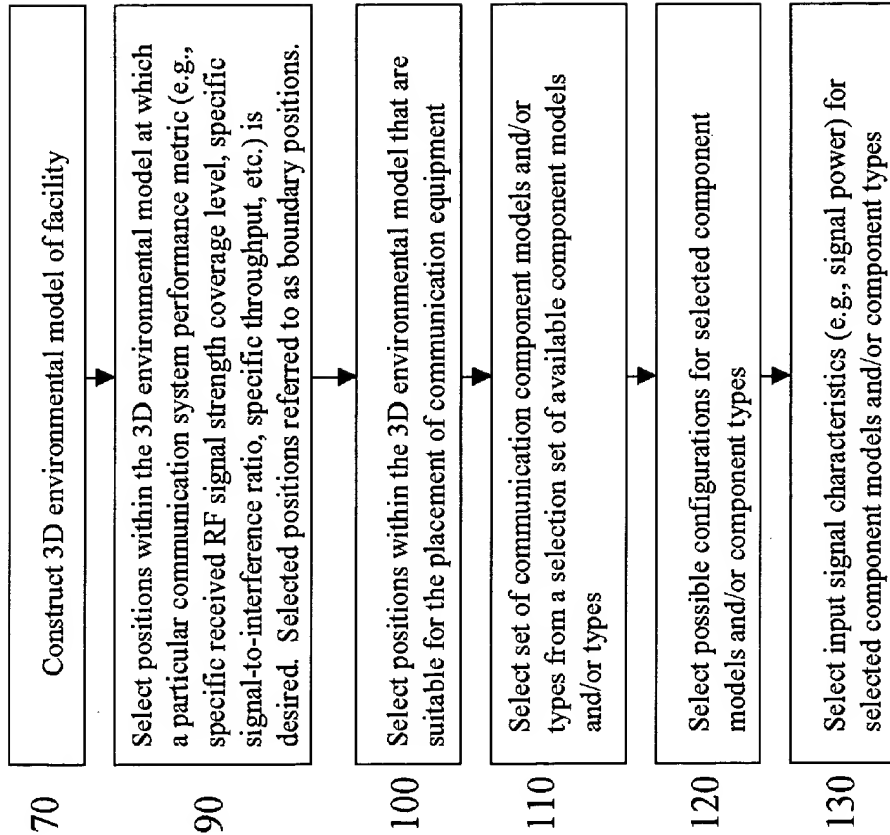 70
Construct 3D environmental model of facility
90
Select positions within the 3D environmental model at which
a particular communication system performance metric (e.g.,
specific received RF signal strength coverage level, specific
signal-to-interference ratio, specific throughput, etc.) is
desired. Selected positions referred to as boundary positions.
100
Select positions within the 3D environmental model that are
suitable for the placement of communication equipment
110
Select set of communication component models and/or
types from a selection set of available component models
and/or types
120
Select possible configurations for selected component
models and/or component types
130
Select input signal characteristics (e.g., signal power) for
selected component models and/or component types